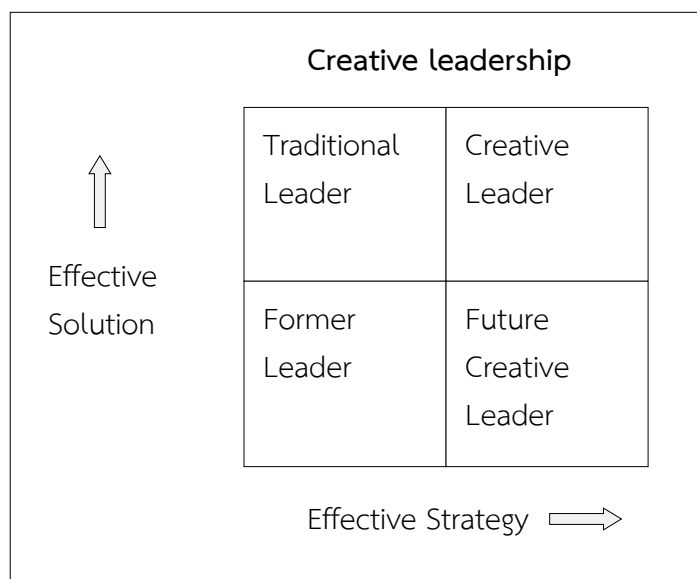 Creative leadership
Traditional
Leader
Creative
Leader
Effective
Solution
Former
Leader
Future
Creative
Leader
Effective Strategy